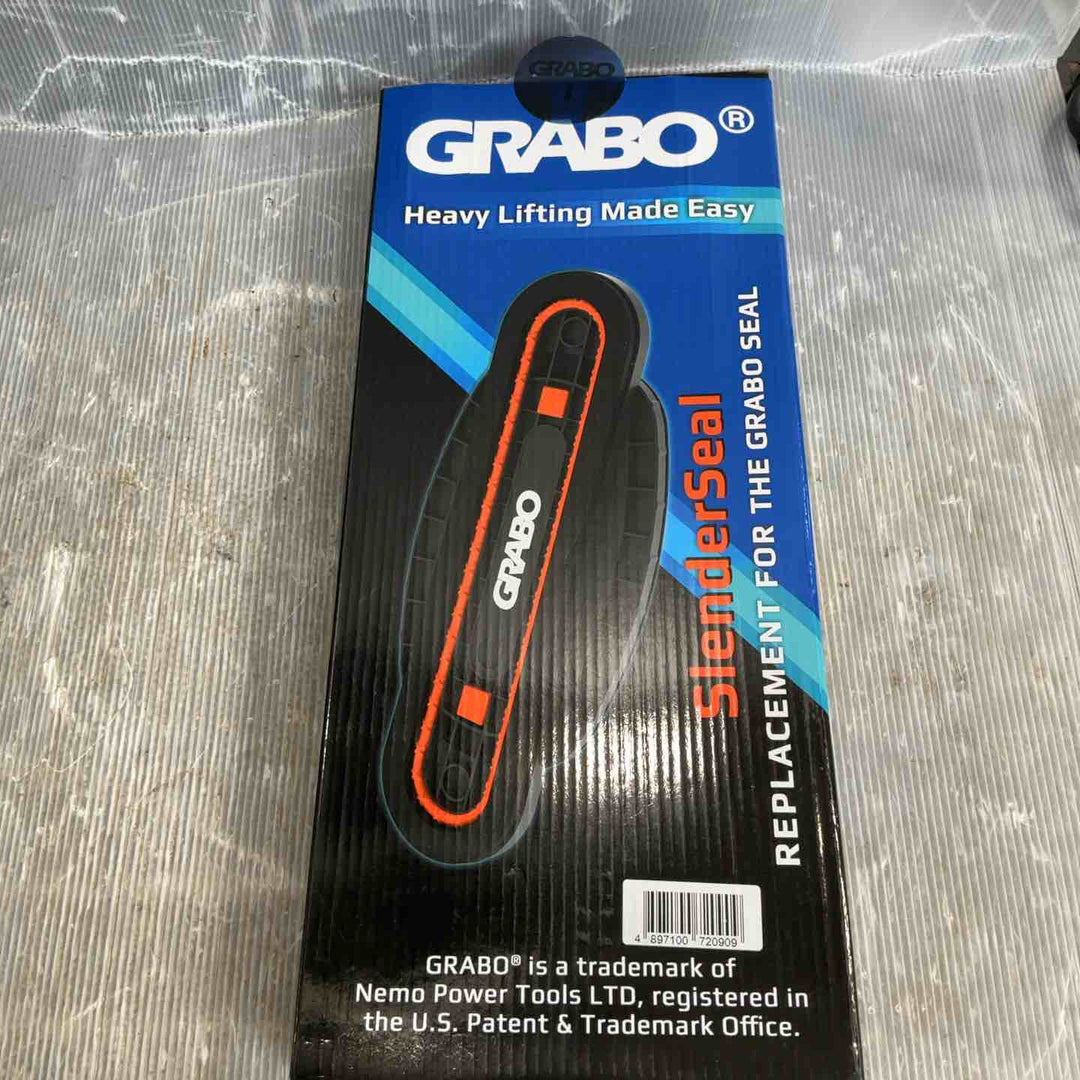 GRABO
GRABO®
Heavy Lifting Made Easy
GRABO
SlenderSeal
REPLACEMENT FOR THE GRABO SEAL
4 897100 720909
GRABO® is a trademark of
Nemo Power Tools LTD, registered in
the U.S. Patent & Trademark Office.